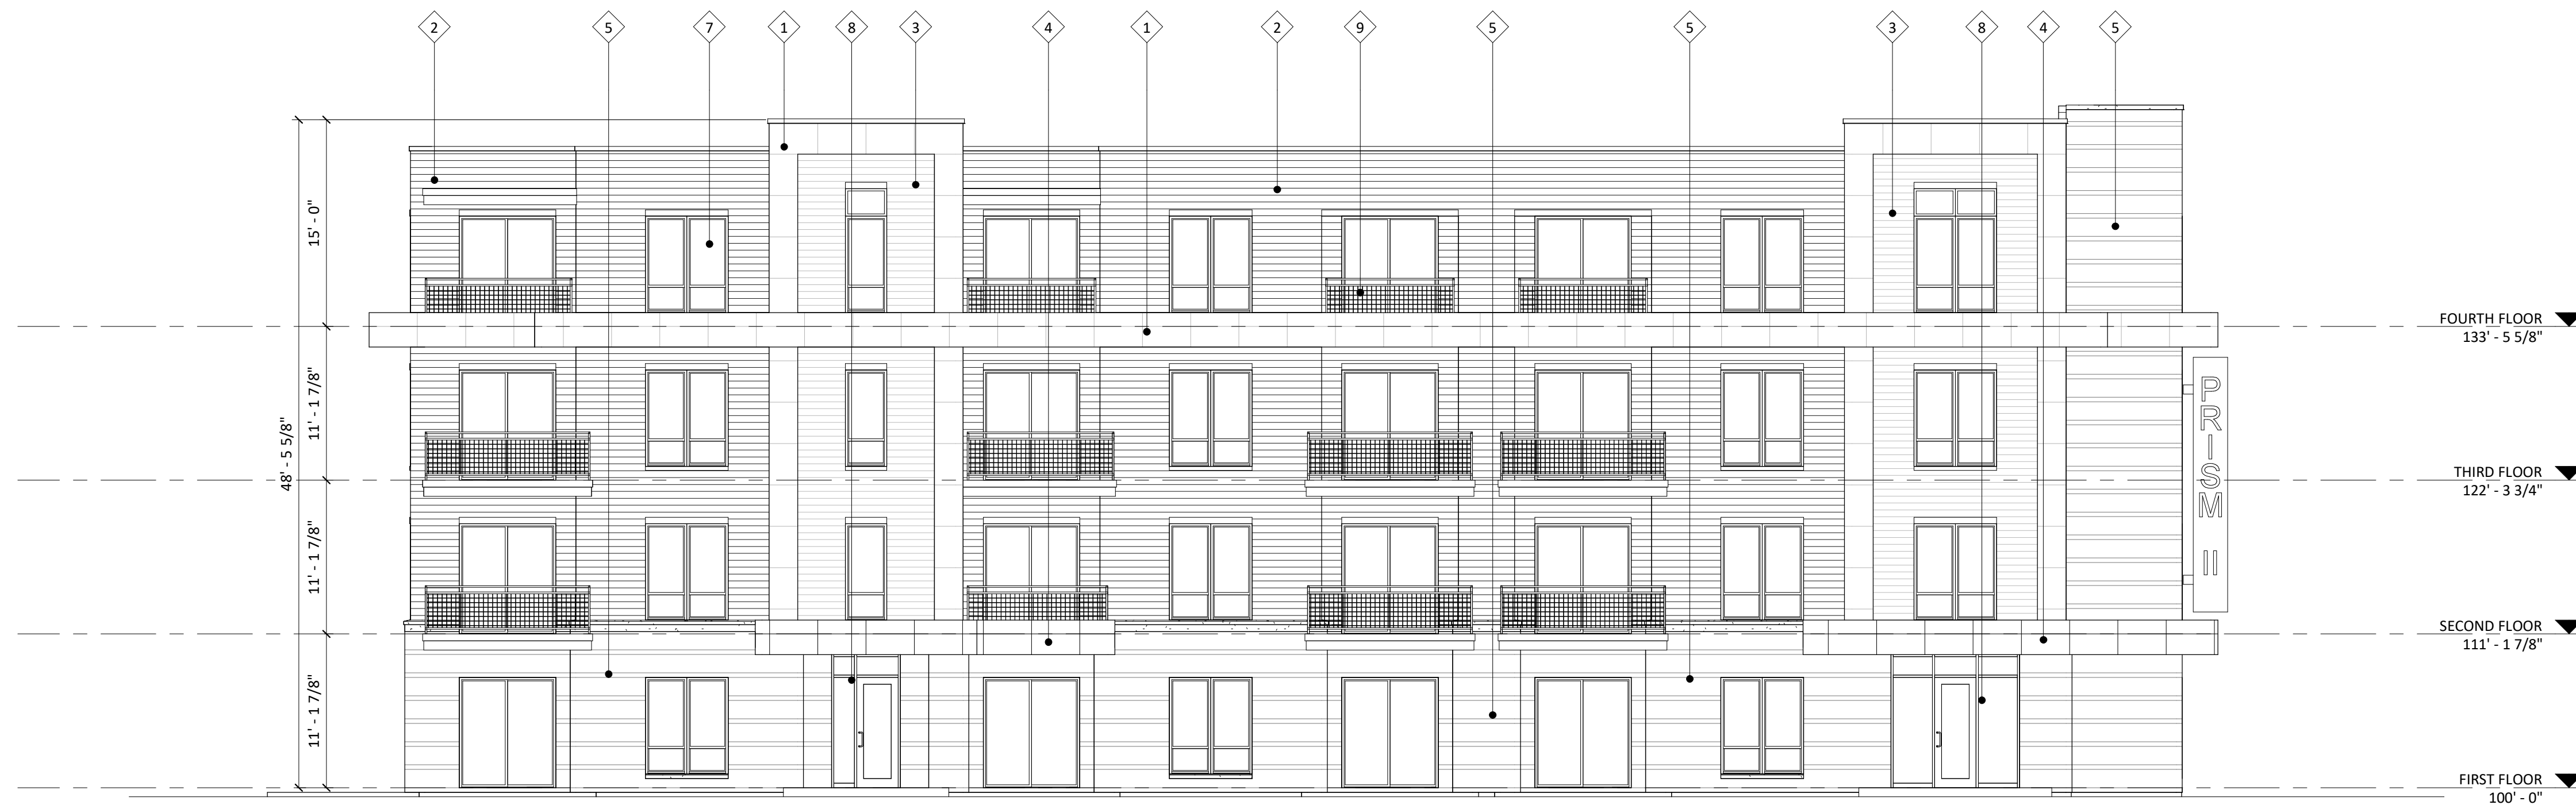 2
5
7
1
8
3
4
1
2
9
5
5
3
8
4
5
15' - 0"
11' - 1 7/8"
11' - 1 7/8"
11' - 1 7/8"
48' - 5 5/8"
FOURTH FLOOR
133' - 5 5/8"
THIRD FLOOR
122' - 3 3/4"
SECOND FLOOR
111' - 1 7/8"
FIRST FLOOR
100' - 0"
PRISM II